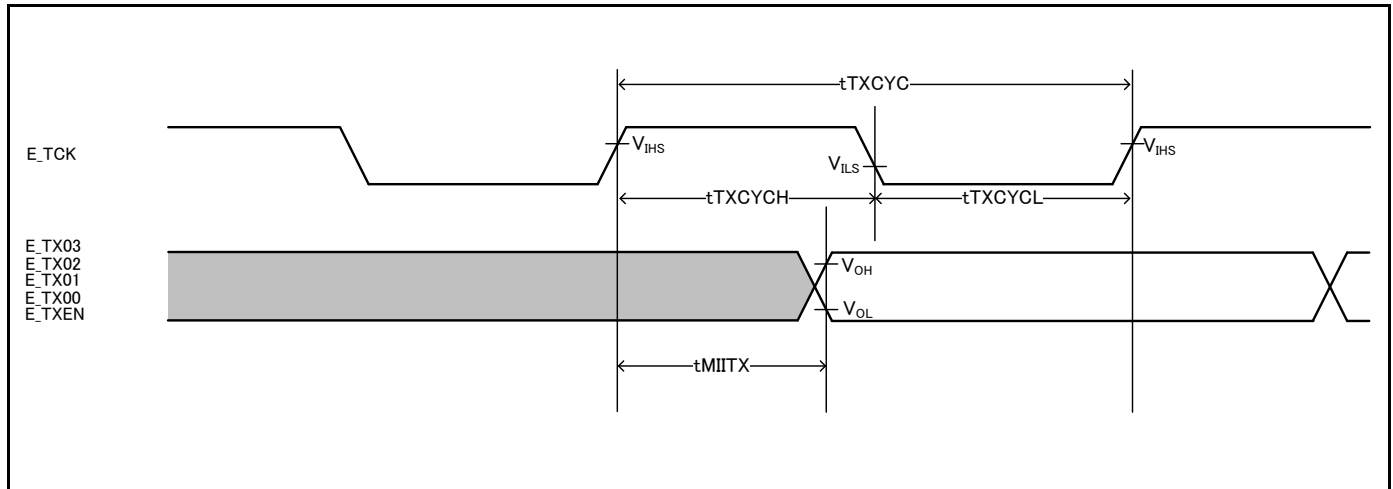 tTXCYC
E_TCK
VIHS
VILS
VIHS
tTXCYCH
tTXCYCL
E_TX03
E_TX02
E_TX01
E_TX00
E_TXEN
VOH
VOL
tMIITX